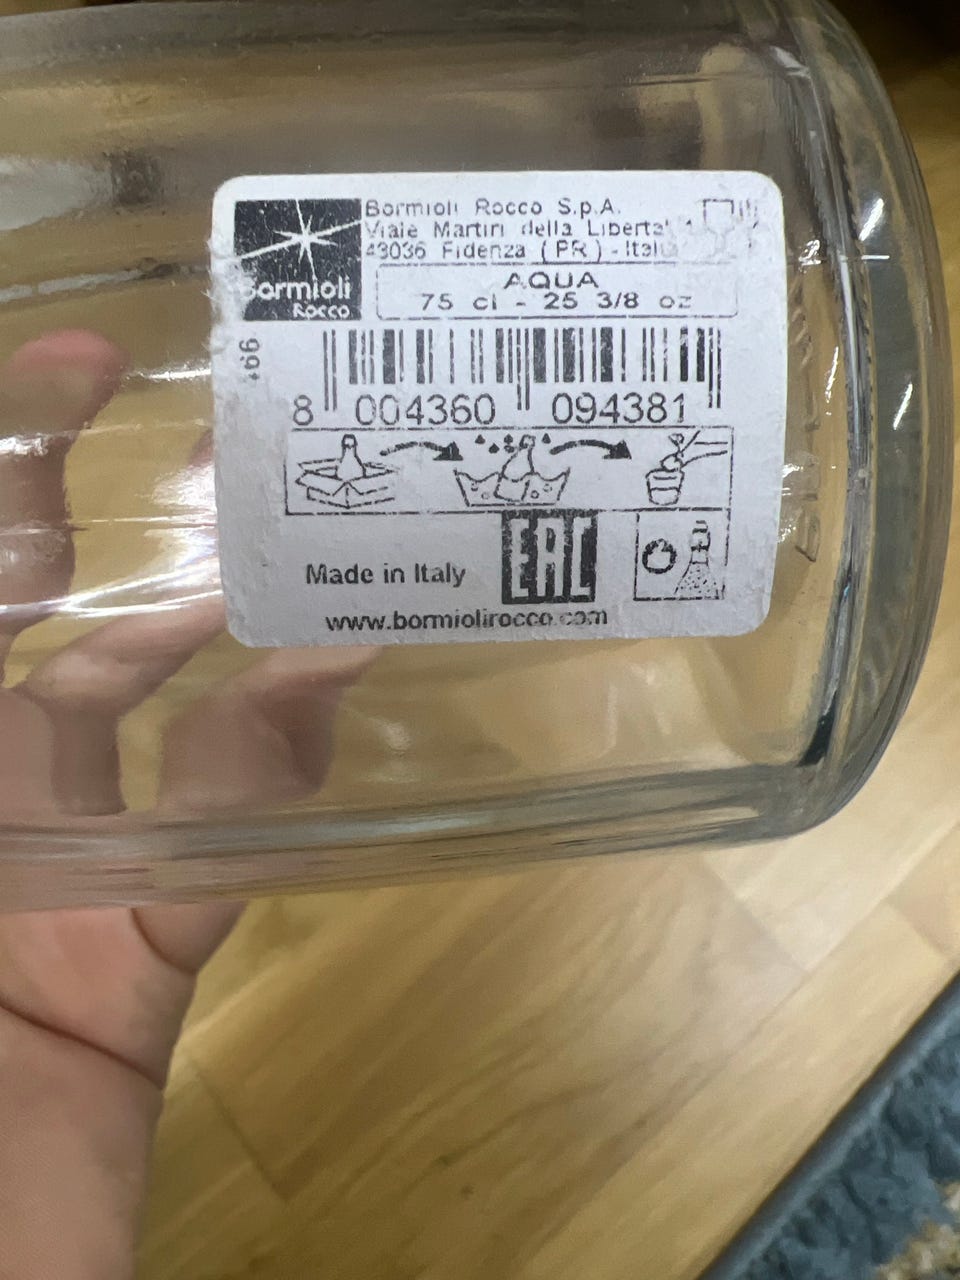 Bormioli Rocco S.p.A.
Viale Martiri della Liberta'
43036 Fidenza (PR) - Italia
Bormioli
Rocco
AQUA
75 cl - 25 3/8 oz
8 004360 094381
EAC
Made in Italy
www.bormiolirocco.com